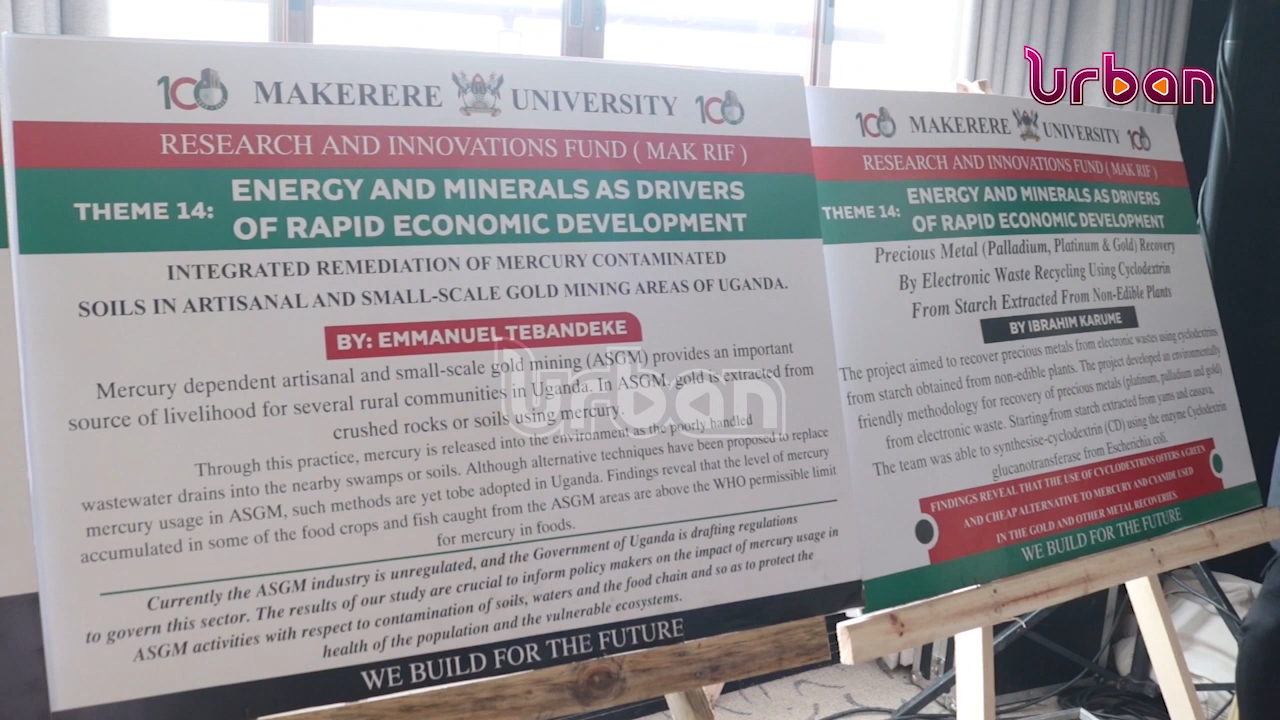 Urban
100 MAKERERE UNIVERSITY 100
RESEARCH AND INNOVATIONS FUND ( MAK RIF )
THEME 14: ENERGY AND MINERALS AS DRIVERS
OF RAPID ECONOMIC DEVELOPMENT
INTEGRATED REMEDIATION OF MERCURY CONTAMINATED
SOILS IN ARTISANAL AND SMALL-SCALE GOLD MINING AREAS OF UGANDA.
BY: EMMANUEL TEBANDEKE
Mercury dependent artisanal and small-scale gold mining (ASGM) provides an important
source of livelihood for several rural communities in Uganda. In ASGM, gold is extracted from
crushed rocks or soils using mercury.
Through this practice, mercury is released into the environment as the poorly handled
wastewater drains into the nearby swamps or soils. Although alternative techniques have been proposed to replace
mercury usage in ASGM, such methods are yet tobe adopted in Uganda. Findings reveal that the level of mercury
accumulated in some of the food crops and fish caught from the ASGM areas are above the WHO permissible limit
for mercury in foods.
Currently the ASGM industry is unregulated, and the Government of Uganda is drafting regulations
to govern this sector. The results of our study are crucial to inform policy makers on the impact of mercury usage in
ASGM activities with respect to contamination of soils, waters and the food chain and so as to protect the
health of the population and the vulnerable ecosystems.
WE BUILD FOR THE FUTURE
100 MAKERERE UNIVERSITY 100
RESEARCH AND INNOVATIONS FUND ( MAK RIF )
THEME 14: ENERGY AND MINERALS AS DRIVERS
OF RAPID ECONOMIC DEVELOPMENT
Precious Metal (Palladium, Platinum & Gold) Recovery
By Electronic Waste Recycling Using Cyclodextrin
From Starch Extracted From Non-Edible Plants
BY IBRAHIM KARUME
The project aimed to recover precious metals from electronic wastes using cyclodextrins
from starch obtained from non-edible plants. The project developed an environmentally
friendly methodology for recovery of precious metals (platinum, palladium and gold)
from electronic waste. Starting from starch extracted from yams and cassava,
The team was able to synthesise-cyclodextrin (CD) using the enzyme Cyclodextrin
glucanotransferase from Escherichia coli.
FINDINGS REVEAL THAT THE USE OF CYCLODEXTRINS OFFERS A GREEN
AND CHEAP ALTERNATIVE TO MERCURY AND CYANIDE USED
IN THE GOLD AND OTHER METAL RECOVERIES.
WE BUILD FOR THE FUTURE
Urban